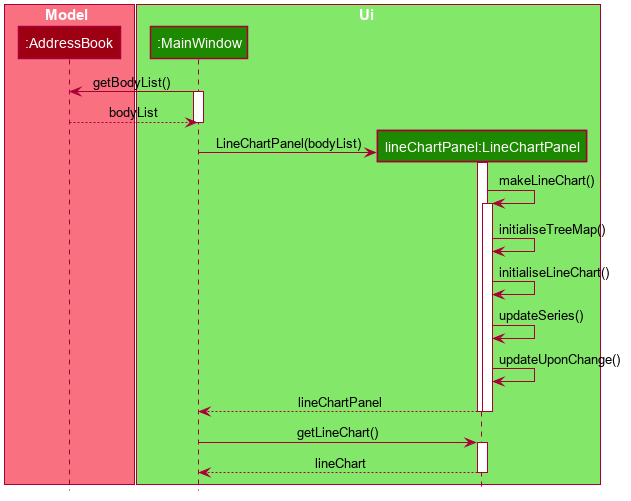 Model
Ui
:AddressBook
:MainWindow
getBodyList()
bodyList
LineChartPanel(bodyList)
lineChartPanel:LineChartPanel
makeLineChart()
initialiseTreeMap()
initialiseLineChart()
updateSeries()
updateUponChange()
lineChartPanel
getLineChart()
lineChart